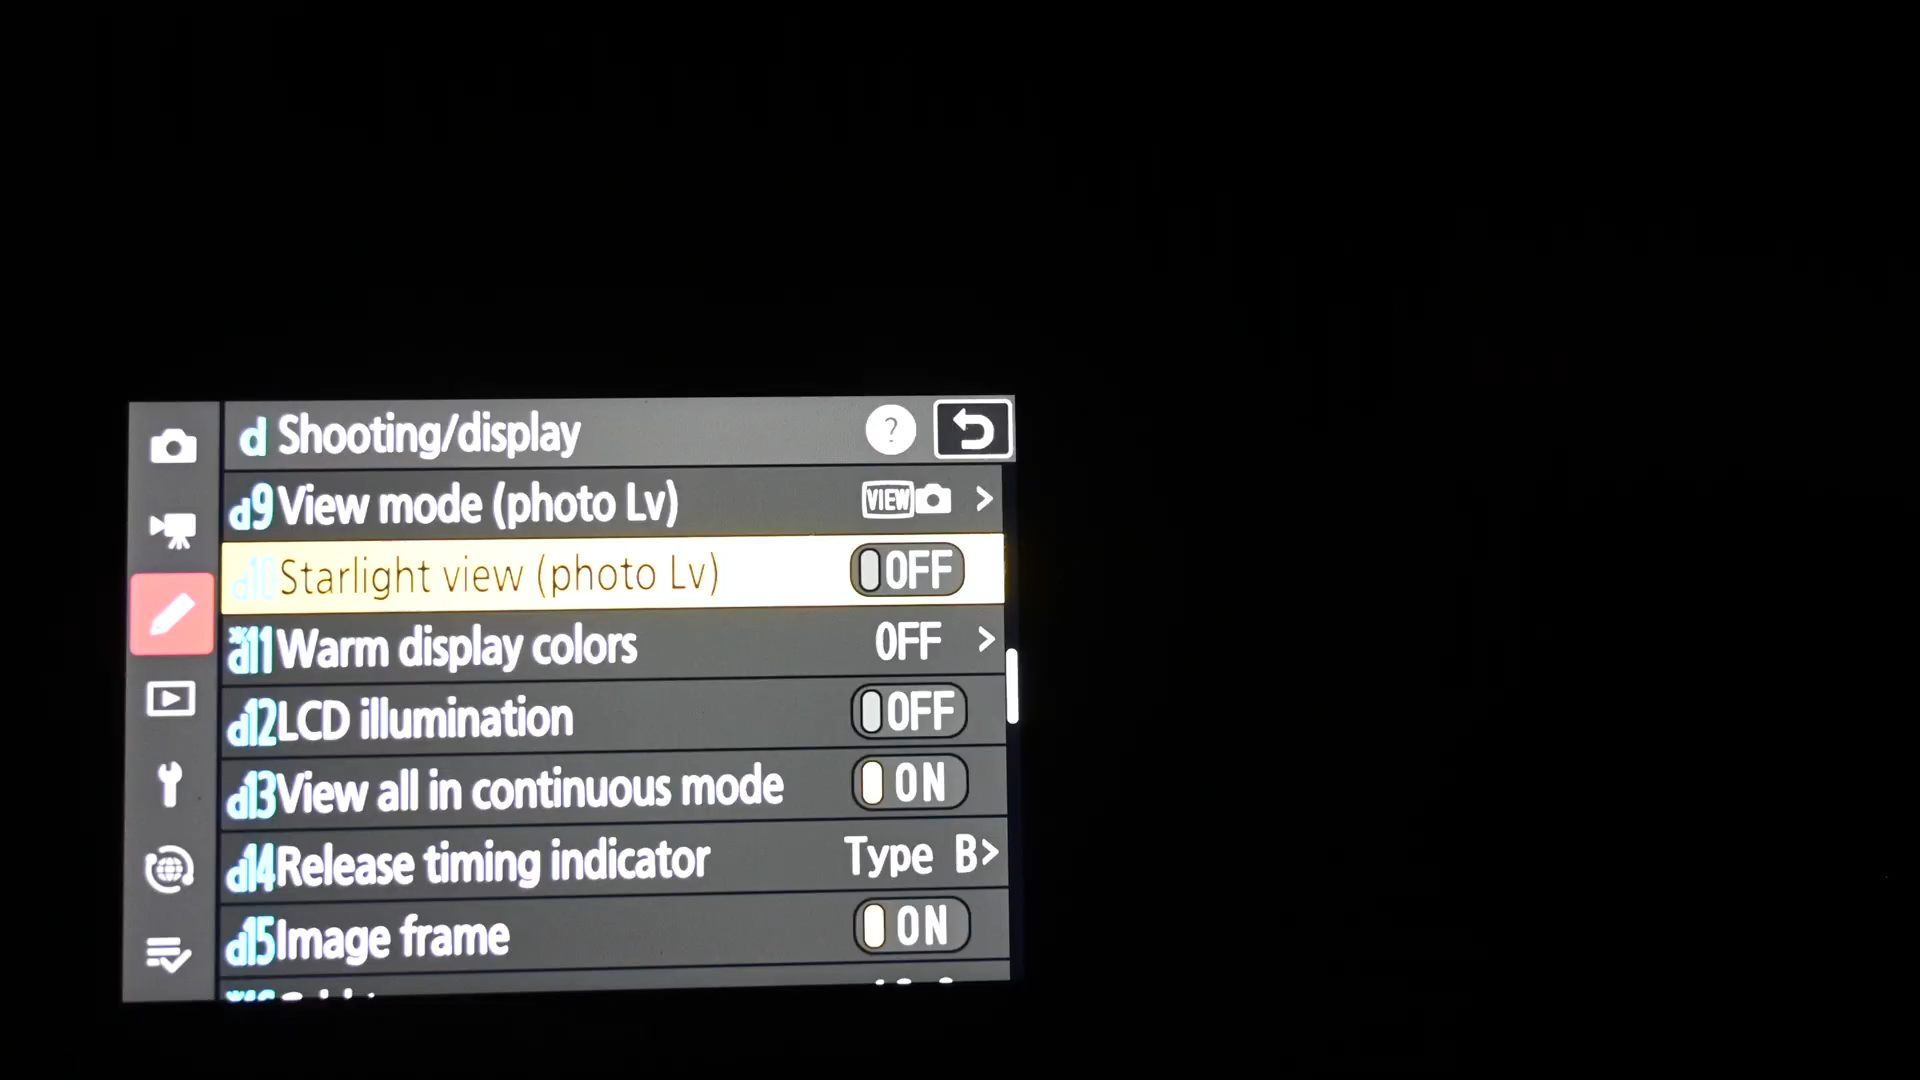 d Shooting/display ?
d9 View mode (photo Lv) VIEW >
d10 Starlight view (photo Lv) OFF
*d11 Warm display colors OFF >
d12 LCD illumination OFF
d13 View all in continuous mode ON
d14 Release timing indicator Type B >
d15 Image frame ON